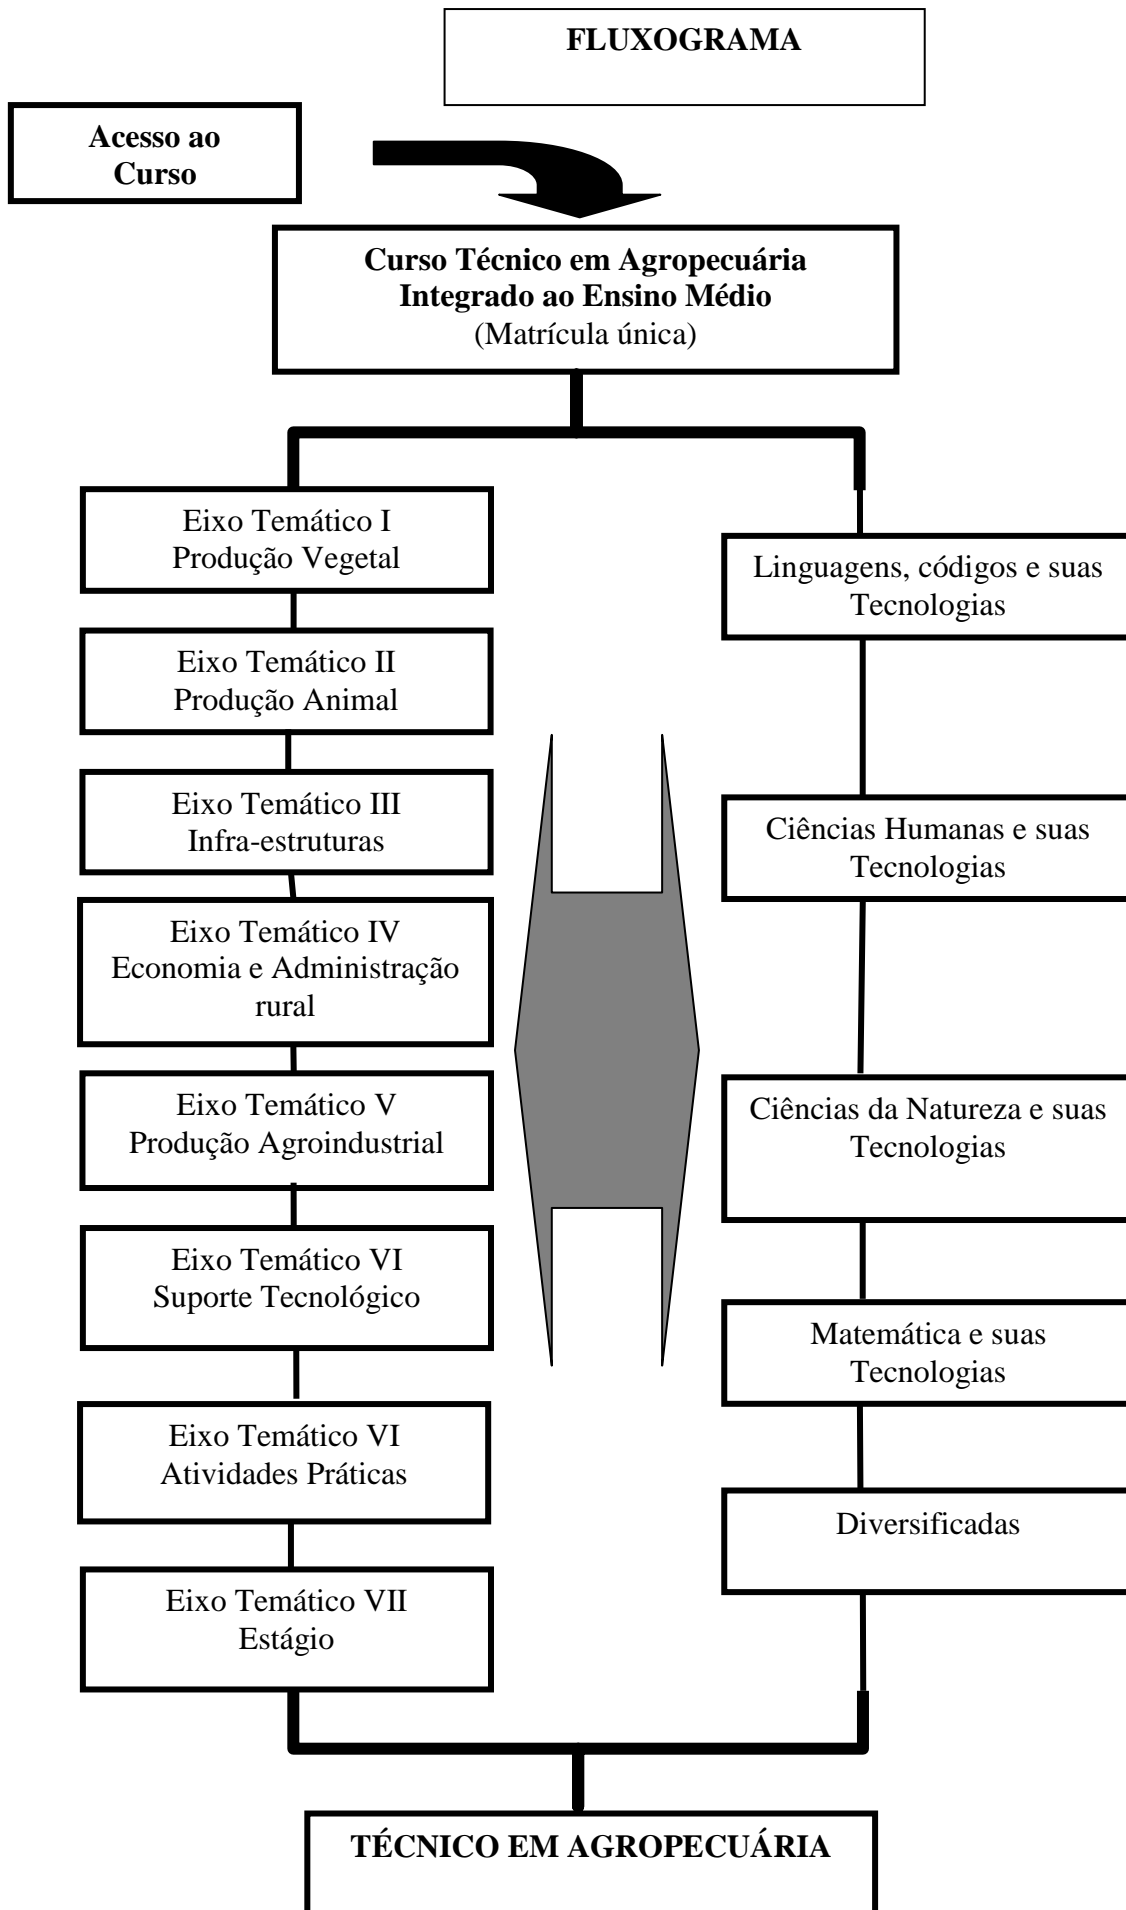 FLUXOGRAMA
Acesso ao
Curso
Curso Técnico em Agropecuária
Integrado ao Ensino Médio
(Matrícula única)
Eixo Temático I
Produção Vegetal
Eixo Temático II
Produção Animal
Eixo Temático III
Infra-estruturas
Eixo Temático IV
Economia e Administração
rural
Eixo Temático V
Produção Agroindustrial
Eixo Temático VI
Suporte Tecnológico
Eixo Temático VI
Atividades Práticas
Eixo Temático VII
Estágio
Linguagens, códigos e suas
Tecnologias
Ciências Humanas e suas
Tecnologias
Ciências da Natureza e suas
Tecnologias
Matemática e suas
Tecnologias
Diversificadas
TÉCNICO EM AGROPECUÁRIA